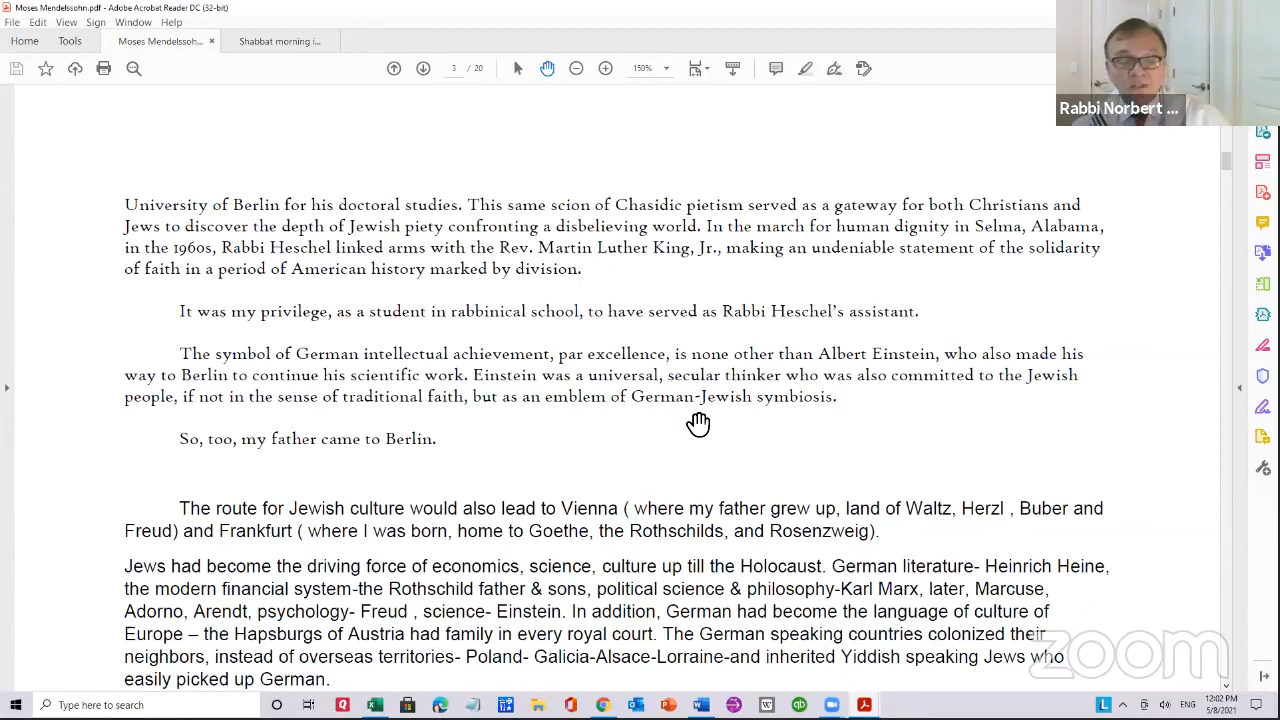 Moses Mendelssohn.pdf - Adobe Acrobat Reader DC (32-bit)
File Edit View Sign Window Help
Home Tools Moses Mendelssoh... × Shabbat morning i...
3 / 20 150%
Rabbi Norbert ...
University of Berlin for his doctoral studies. This same scion of Chasidic pietism served as a gateway for both Christians and
Jews to discover the depth of Jewish piety confronting a disbelieving world. In the march for human dignity in Selma, Alabama,
in the 1960s, Rabbi Heschel linked arms with the Rev. Martin Luther King, Jr., making an undeniable statement of the solidarity
of faith in a period of American history marked by division.
It was my privilege, as a student in rabbinical school, to have served as Rabbi Heschel's assistant.
The symbol of German intellectual achievement, par excellence, is none other than Albert Einstein, who also made his
way to Berlin to continue his scientific work. Einstein was a universal, secular thinker who was also committed to the Jewish
people, if not in the sense of traditional faith, but as an emblem of German-Jewish symbiosis.
So, too, my father came to Berlin.
The route for Jewish culture would also lead to Vienna ( where my father grew up, land of Waltz, Herzl , Buber and
Freud) and Frankfurt ( where I was born, home to Goethe, the Rothschilds, and Rosenzweig).
Jews had become the driving force of economics, science, culture up till the Holocaust. German literature- Heinrich Heine,
the modern financial system-the Rothschild father & sons, political science & philosophy-Karl Marx, later, Marcuse,
Adorno, Arendt, psychology- Freud , science- Einstein. In addition, German had become the language of culture of
Europe – the Hapsburgs of Austria had family in every royal court. The German speaking countries colonized their
neighbors, instead of overseas territories- Poland- Galicia-Alsace-Lorraine-and inherited Yiddish speaking Jews who
easily picked up German.
zoom
Type here to search
ENG
12:02 PM
5/8/2021